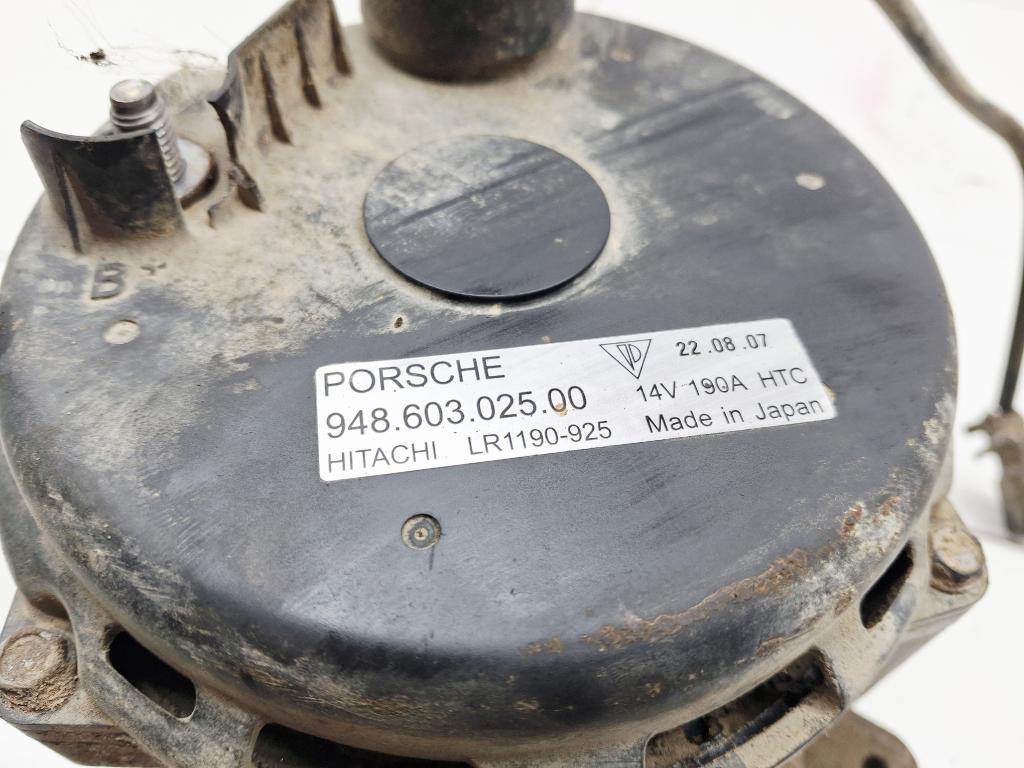 B+
PORSCHE 22.08.07
948.603.025.00 14V 190A HTC
HITACHI LR1190-925 Made in Japan